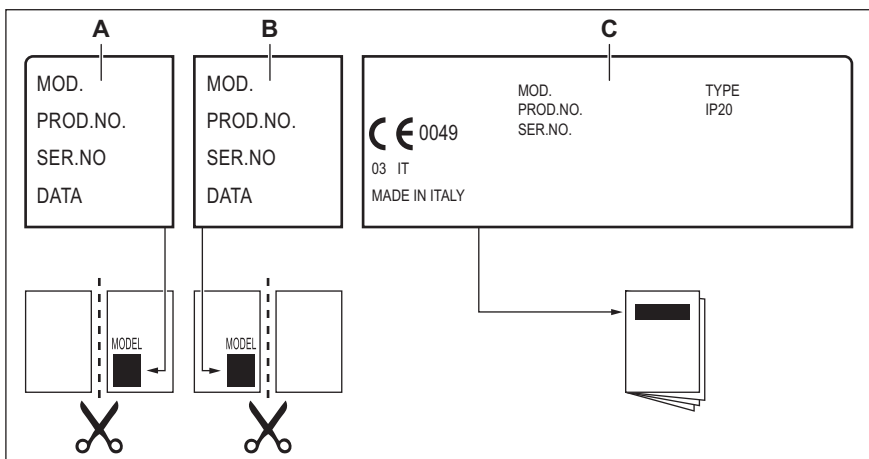 A
B
C
MOD.
PROD.NO.
SER.NO
DATA
MOD.
PROD.NO.
SER.NO
DATA
MOD.
PROD.NO.
SER.NO.
TYPE
IP20
CE 0049
03 IT
MADE IN ITALY
MODEL
MODEL